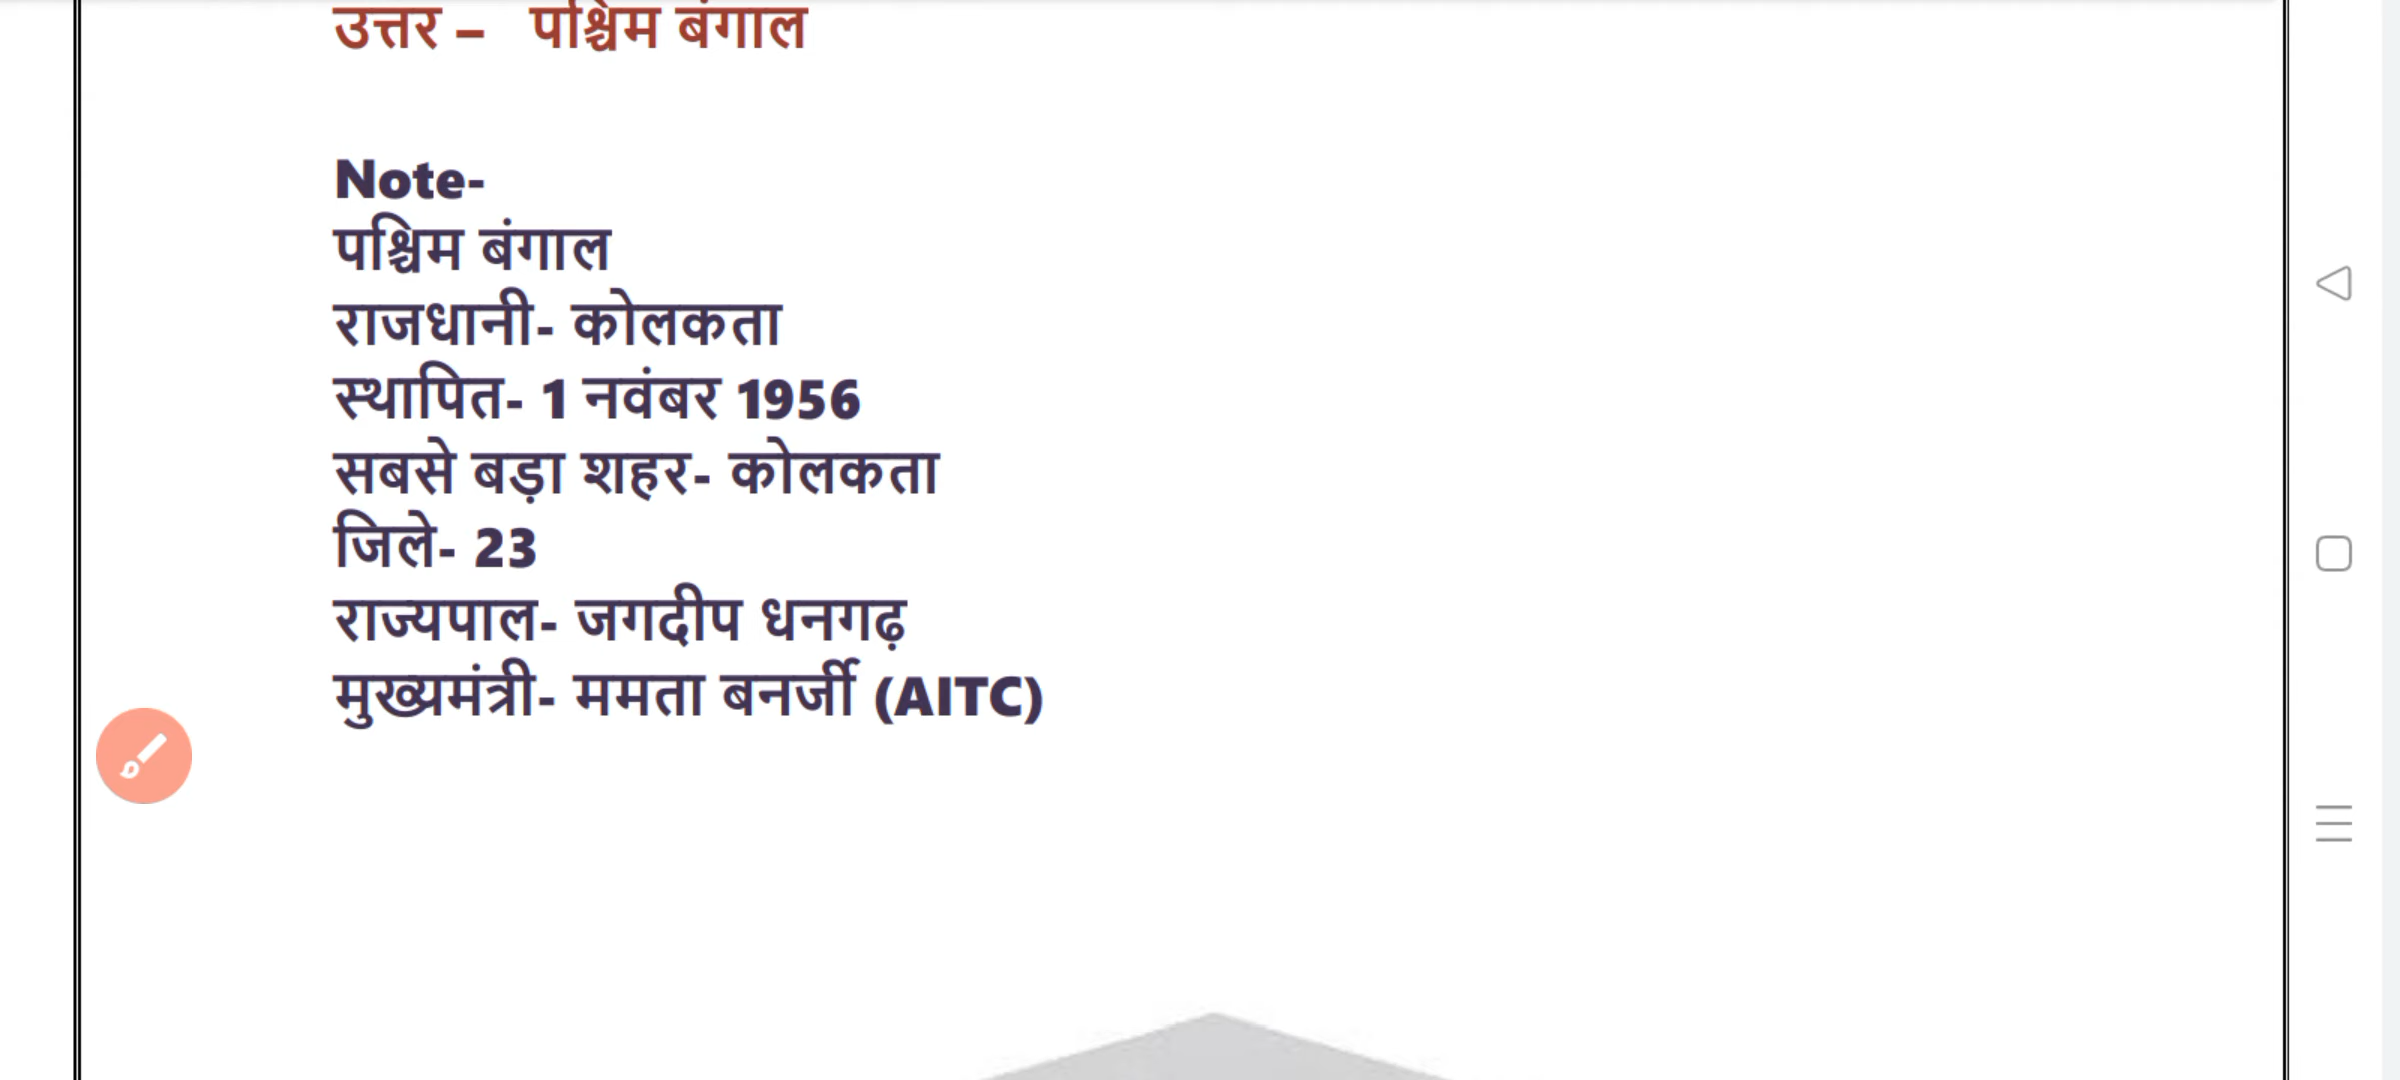 उत्तर – पश्चिम बंगाल
Note-
पश्चिम बंगाल
राजधानी- कोलकता
स्थापित- 1 नवंबर 1956
सबसे बड़ा शहर- कोलकता
जिले- 23
राज्यपाल- जगदीप धनगढ़
मुख्यमंत्री- ममता बनर्जी (AITC)